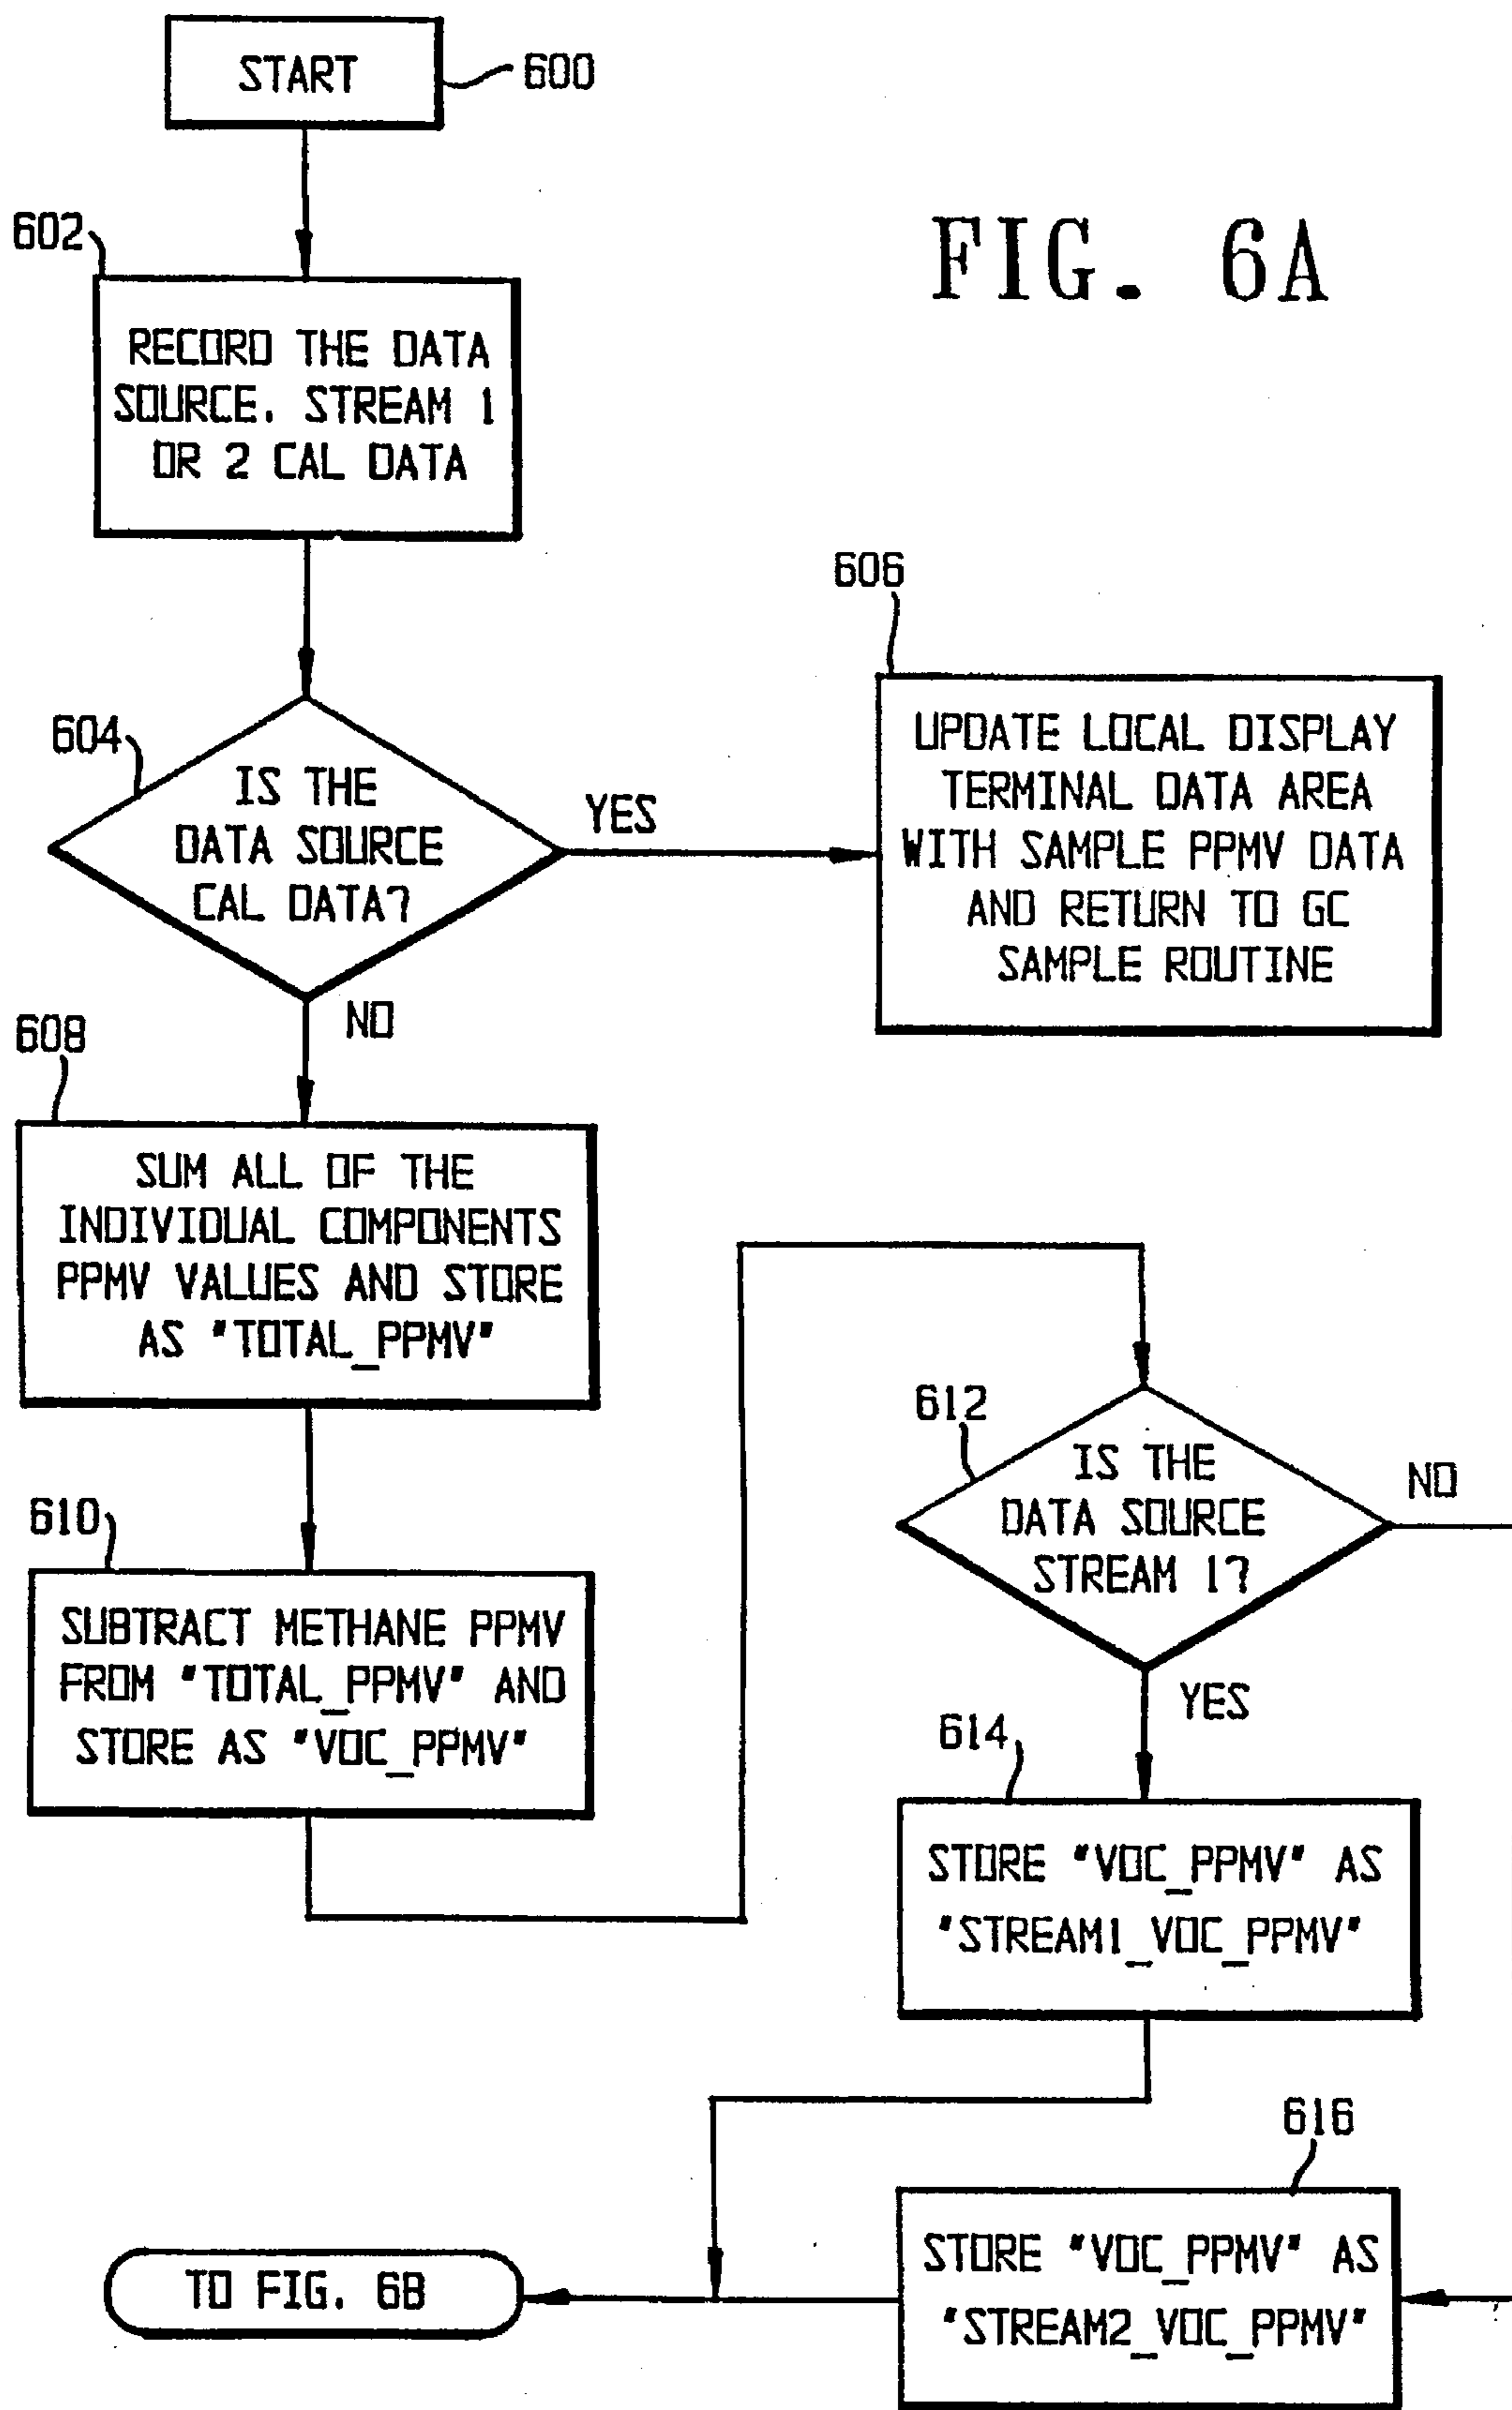 START
600
FIG. 6A
602
RECORD THE DATA
SOURCE. STREAM 1
OR 2 CAL DATA
604
IS THE
DATA SOURCE
CAL DATA?
YES
NO
606
UPDATE LOCAL DISPLAY
TERMINAL DATA AREA
WITH SAMPLE PPMV DATA
AND RETURN TO GC
SAMPLE ROUTINE
608
SUM ALL OF THE
INDIVIDUAL COMPONENTS
PPMV VALUES AND STORE
AS "TOTAL_PPMV"
610
SUBTRACT METHANE PPMV
FROM "TOTAL_PPMV" AND
STORE AS "VOC_PPMV"
612
IS THE
DATA SOURCE
STREAM 1?
NO
YES
614
STORE "VOC_PPMV" AS
"STREAM1_VOC_PPMV"
616
STORE "VOC_PPMV" AS
"STREAM2_VOC_PPMV"
TO FIG. 6B